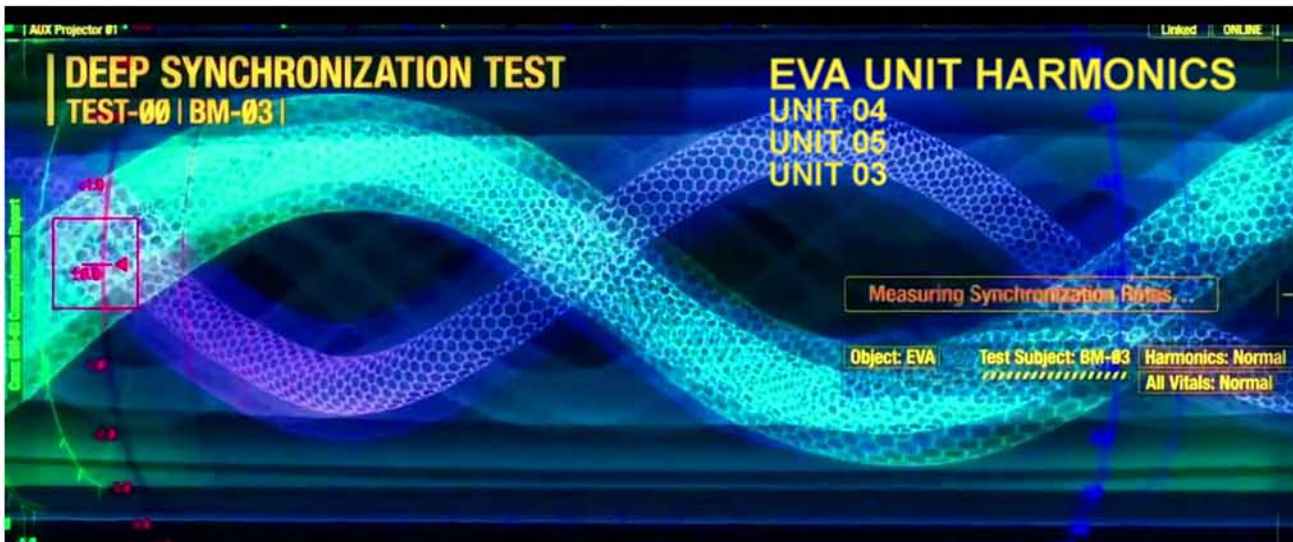 AUX Projector 01
Linked
ONLINE
DEEP SYNCHRONIZATION TEST
TEST-00 | BM-03 |
EVA UNIT HARMONICS
UNIT 04
UNIT 05
UNIT 03
Measuring Synchronization Rates...
Object: EVA
Test Subject: BM-03
Harmonics: Normal
All Vitals: Normal